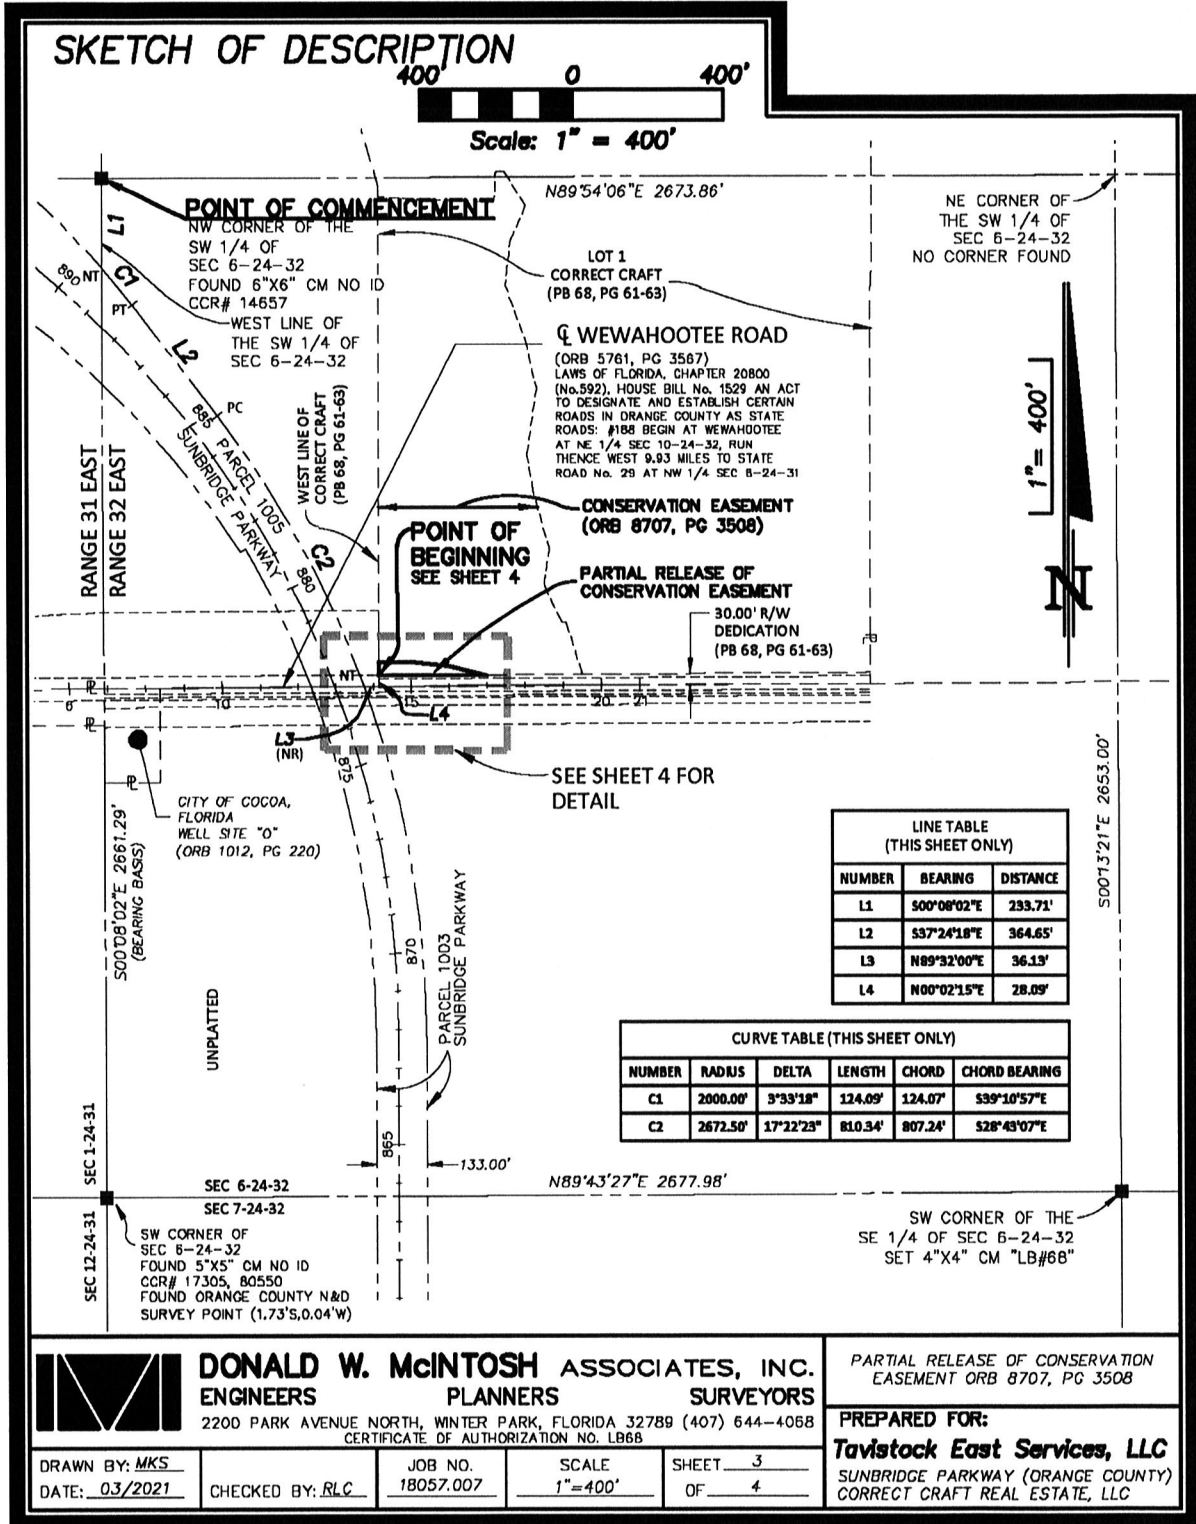 SKETCH OF DESCRIPTION
400' 0 400'
Scale: 1" = 400'
N89°54'06"E 2673.86'
POINT OF COMMENCEMENT
NW CORNER OF THE
SW 1/4 OF
SEC 6-24-32
FOUND 6"X6" CM NO ID
CCR# 14657
WEST LINE OF
THE SW 1/4 OF
SEC 6-24-32
NE CORNER OF
THE SW 1/4 OF
SEC 6-24-32
NO CORNER FOUND
LOT 1
CORRECT CRAFT
(PB 68, PG 61-63)
L1
C1
L2
890
NT
PT
PC
885
PARCEL 1005
SUNBRIDGE PARKWAY
C2
880
℄ WEWAHOOTEE ROAD
(ORB 5761, PG 3567)
LAWS OF FLORIDA, CHAPTER 20800
(No.592), HOUSE BILL No. 1529 AN ACT
TO DESIGNATE AND ESTABLISH CERTAIN
ROADS IN ORANGE COUNTY AS STATE
ROADS: #188 BEGIN AT WEWAHOOTEE
AT NE 1/4 SEC 10-24-32, RUN
THENCE WEST 9.93 MILES TO STATE
ROAD No. 29 AT NW 1/4 SEC 8-24-31
WEST LINE OF
CORRECT CRAFT
(PB 68, PG 61-63)
RANGE 31 EAST
RANGE 32 EAST
1"= 400'
N
CONSERVATION EASEMENT
(ORB 8707, PG 3508)
POINT OF
BEGINNING
SEE SHEET 4
PARTIAL RELEASE OF
CONSERVATION EASEMENT
30.00' R/W
DEDICATION
(PB 68, PG 61-63)
NT
6 10 15 20 21
L4
L3
(NR)
875
SEE SHEET 4 FOR
DETAIL
CITY OF COCOA,
FLORIDA
WELL SITE "O"
(ORB 1012, PG 220)
S00°08'02"E 2661.29'
(BEARING BASIS)
S00°13'21"E 2653.00'
LINE TABLE
(THIS SHEET ONLY)
NUMBER BEARING DISTANCE
L1 S00°08'02"E 233.71'
L2 S37°24'18"E 364.65'
L3 N89°32'00"E 36.13'
L4 N00°02'15"E 28.09'
870
PARCEL 1003
SUNBRIDGE PARKWAY
UNPLATTED
CURVE TABLE (THIS SHEET ONLY)
NUMBER RADIUS DELTA LENGTH CHORD CHORD BEARING
C1 2000.00' 3°33'18" 124.09' 124.07' S39°10'57"E
C2 2672.50' 17°22'23" 810.34' 807.24' S28°43'07"E
865
133.00'
SEC 1-24-31
SEC 12-24-31
SEC 6-24-32
SEC 7-24-32
N89°43'27"E 2677.98'
SW CORNER OF
SEC 6-24-32
FOUND 5"X5" CM NO ID
CCR# 17305, 80550
FOUND ORANGE COUNTY N&D
SURVEY POINT (1.73'S,0.04'W)
SW CORNER OF THE
SE 1/4 OF SEC 6-24-32
SET 4"X4" CM "LB#68"
DONALD W. McINTOSH ASSOCIATES, INC.
ENGINEERS PLANNERS SURVEYORS
2200 PARK AVENUE NORTH, WINTER PARK, FLORIDA 32789 (407) 644-4068
CERTIFICATE OF AUTHORIZATION NO. LB68
PARTIAL RELEASE OF CONSERVATION
EASEMENT ORB 8707, PG 3508
PREPARED FOR:
Tavistock East Services, LLC
SUNBRIDGE PARKWAY (ORANGE COUNTY)
CORRECT CRAFT REAL ESTATE, LLC
DRAWN BY: MKS
DATE: 03/2021
CHECKED BY: RLC
JOB NO.
18057.007
SCALE
1"=400'
SHEET 3
OF 4